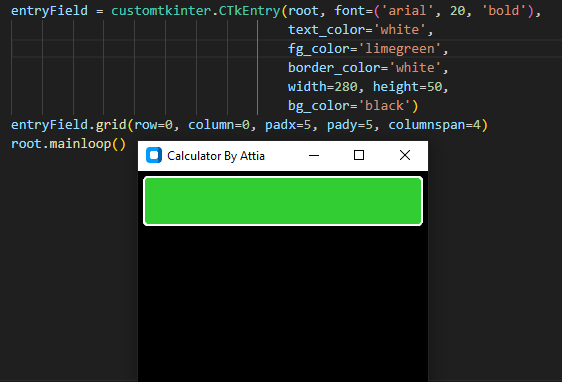 entryField = customtkinter.CTkEntry(root, font=('arial', 20, 'bold'),
text_color='white',
fg_color='limegreen',
border_color='white',
width=280, height=50,
bg_color='black')
entryField.grid(row=0, column=0, padx=5, pady=5, columnspan=4)
root.mainloop()
Calculator By Attia